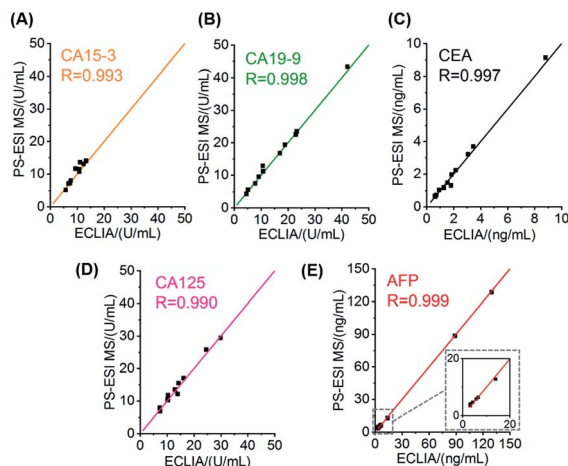 (A)
CA15-3
R=0.993
PS-ESI MS/(U/mL)
50
40
30
20
10
0
0 10 20 30 40 50
ECLIA/(U/mL)
(B)
CA19-9
R=0.998
PS-ESI MS/(U/mL)
50
40
30
20
10
0
0 10 20 30 40 50
ECLIA/(U/mL)
(C)
CEA
R=0.997
PS-ESI MS/(ng/mL)
10
8
6
4
2
0
0 2 4 6 8 10
ECLIA/(ng/mL)
(D)
CA125
R=0.990
PS-ESI MS/(U/mL)
50
40
30
20
10
0
0 10 20 30 40 50
ECLIA/(U/mL)
(E)
AFP
R=0.999
PS-ESI MS/(ng/mL)
150
120
90
60
30
0
0 30 60 90 120 150
ECLIA/(ng/mL)
20
0
0 20